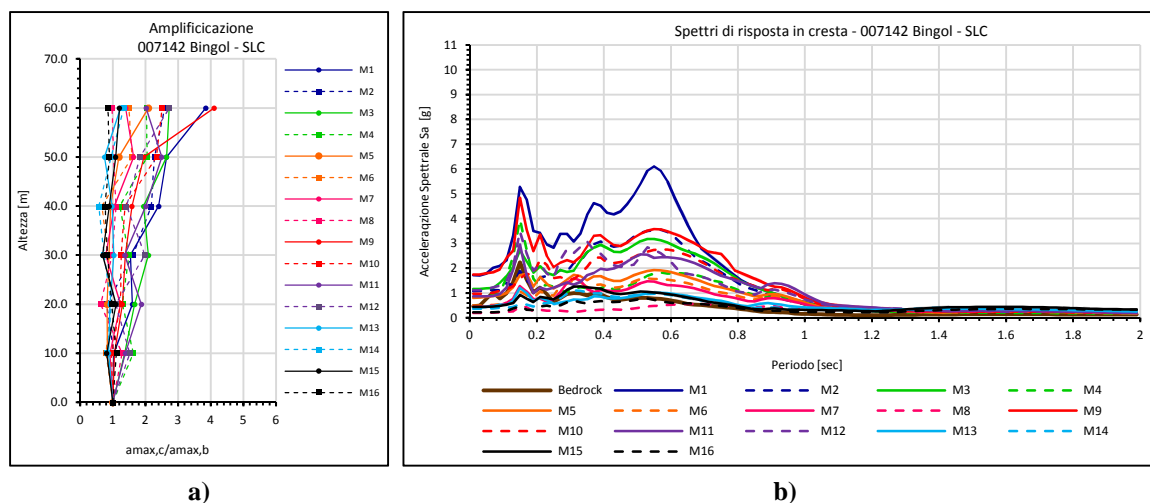 Amplificazione
007142 Bingol - SLC
70.0
60.0
50.0
40.0
30.0
20.0
10.0
0.0
Altezza [m]
0 1 2 3 4 5 6
amax,c/amax,b
M1
M2
M3
M4
M5
M6
M7
M8
M9
M10
M11
M12
M13
M14
M15
M16
a)
Spettri di risposta in cresta - 007142 Bingol - SLC
11
10
9
8
7
6
5
4
3
2
1
0
Acceleraqzione Spettrale Sa [g]
0 0.2 0.4 0.6 0.8 1 1.2 1.4 1.6 1.8 2
Periodo [sec]
Bedrock M1 M2 M3 M4
M5 M6 M7 M8 M9
M10 M11 M12 M13 M14
M15 M16
b)